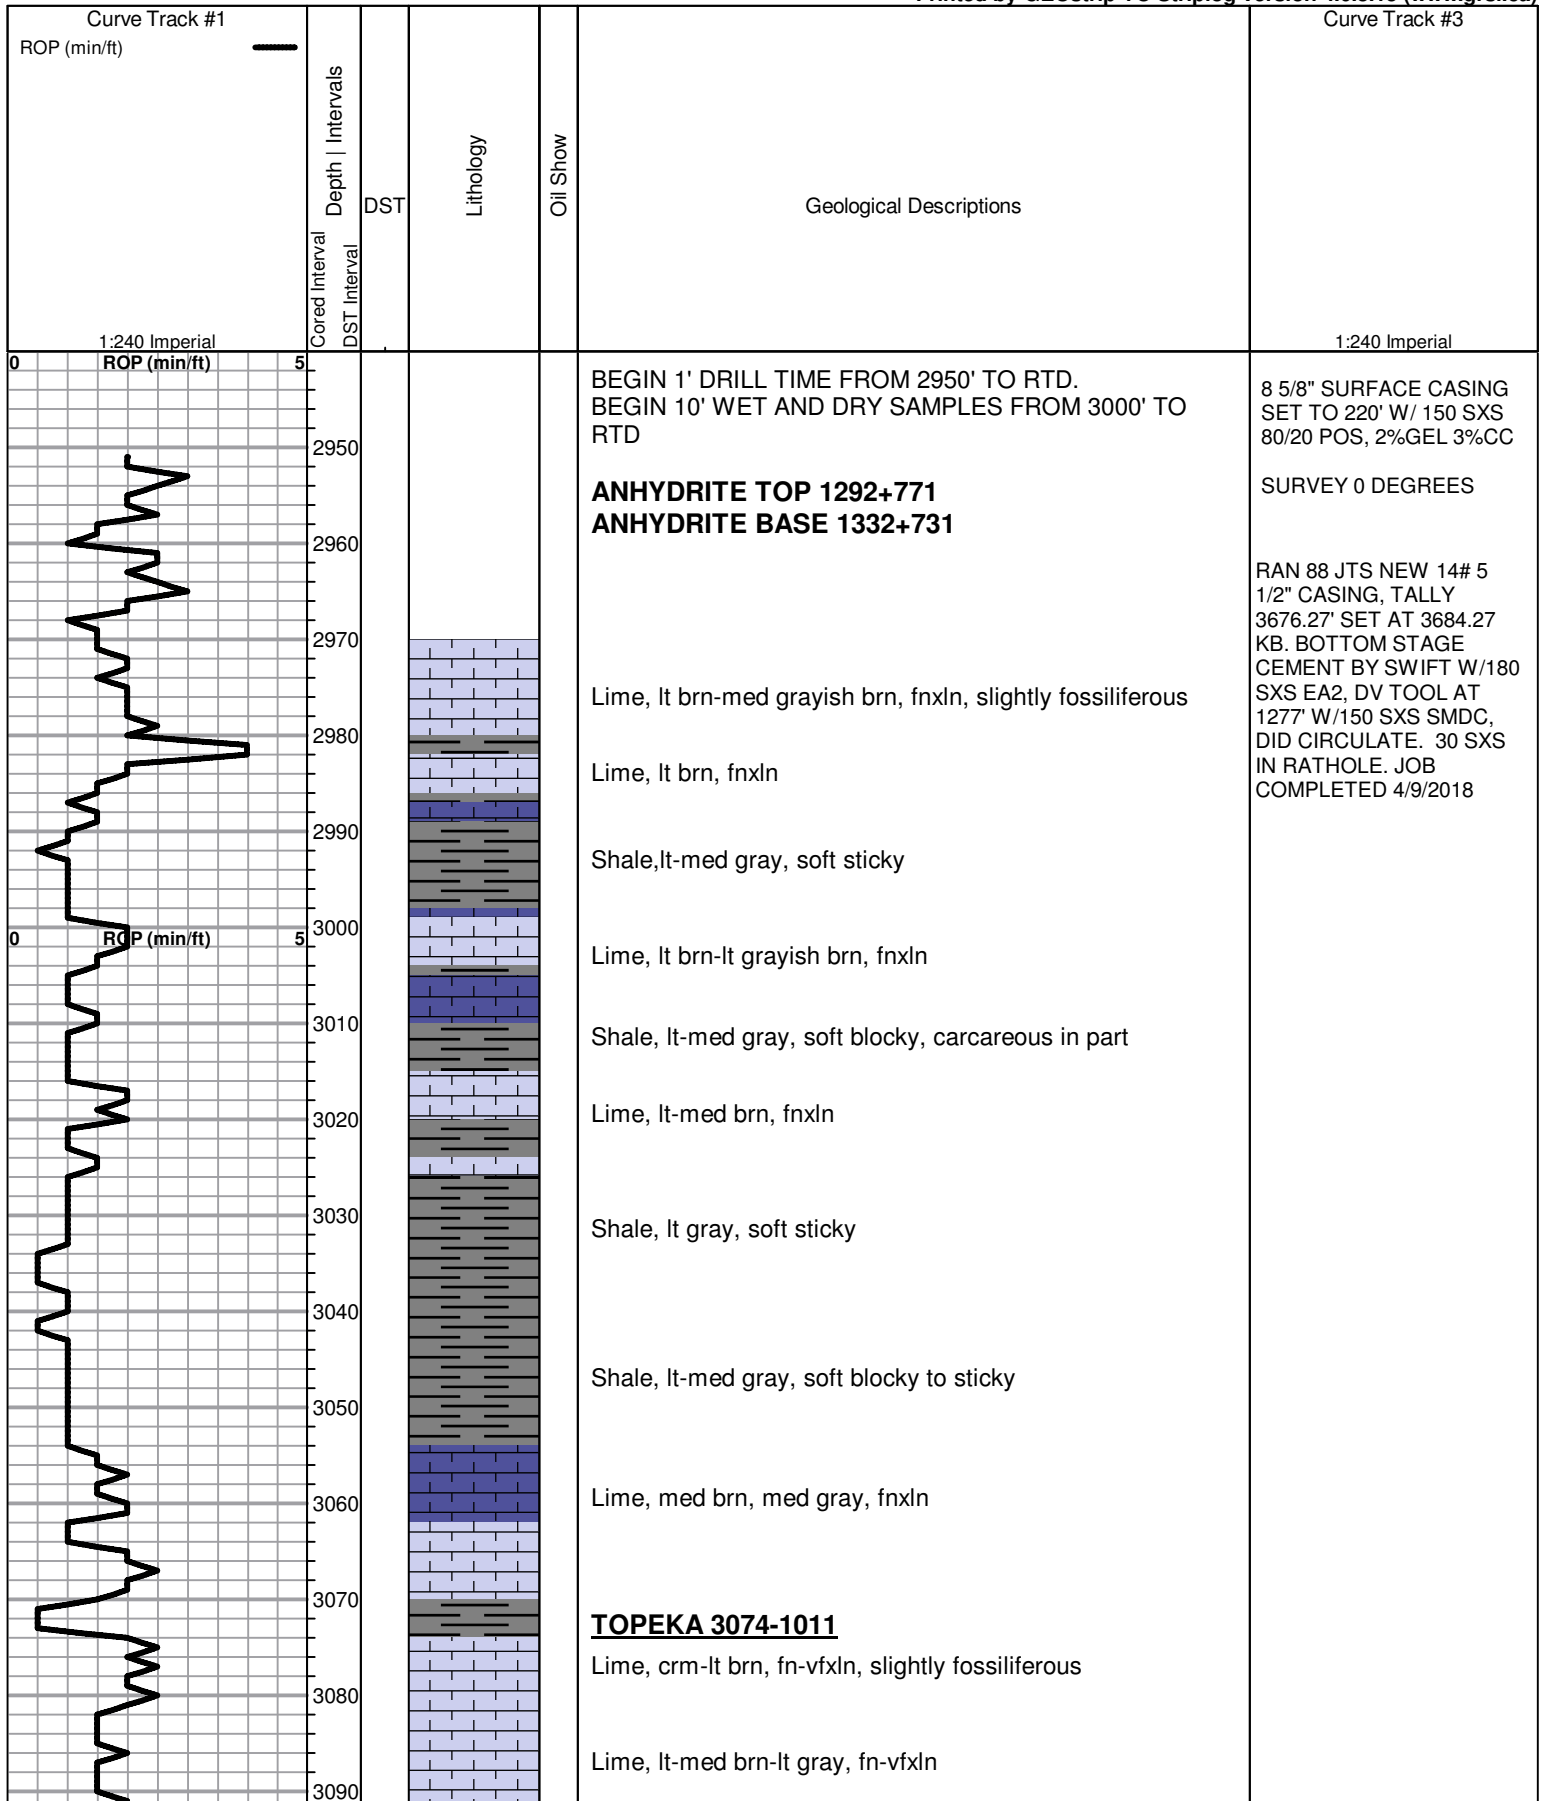 Curve Track #1
ROP (min/ft)
1:240 Imperial
Depth | Intervals
Cored Interval
DST Interval
DST
Lithology
Oil Show
Geological Descriptions
Curve Track #3
1:240 Imperial
0 ROP (min/ft) 5
2950
2960
2970
2980
2990
3000
0 ROP (min/ft) 5
3010
3020
3030
3040
3050
3060
3070
3080
3090
BEGIN 1' DRILL TIME FROM 2950' TO RTD.
BEGIN 10' WET AND DRY SAMPLES FROM 3000' TO
RTD
ANHYDRITE TOP 1292+771
ANHYDRITE BASE 1332+731
Lime, lt brn-med grayish brn, fnxln, slightly fossiliferous
Lime, lt brn, fnxln
Shale,lt-med gray, soft sticky
Lime, lt brn-lt grayish brn, fnxln
Shale, lt-med gray, soft blocky, carcareous in part
Lime, lt-med brn, fnxln
Shale, lt gray, soft sticky
Shale, lt-med gray, soft blocky to sticky
Lime, med brn, med gray, fnxln
TOPEKA 3074-1011
Lime, crm-lt brn, fn-vfxln, slightly fossiliferous
Lime, lt-med brn-lt gray, fn-vfxln
8 5/8" SURFACE CASING
SET TO 220' W/ 150 SXS
80/20 POS, 2%GEL 3%CC
SURVEY 0 DEGREES
RAN 88 JTS NEW 14# 5
1/2" CASING, TALLY
3676.27' SET AT 3684.27
KB. BOTTOM STAGE
CEMENT BY SWIFT W/180
SXS EA2, DV TOOL AT
1277' W/150 SXS SMDC,
DID CIRCULATE. 30 SXS
IN RATHOLE. JOB
COMPLETED 4/9/2018